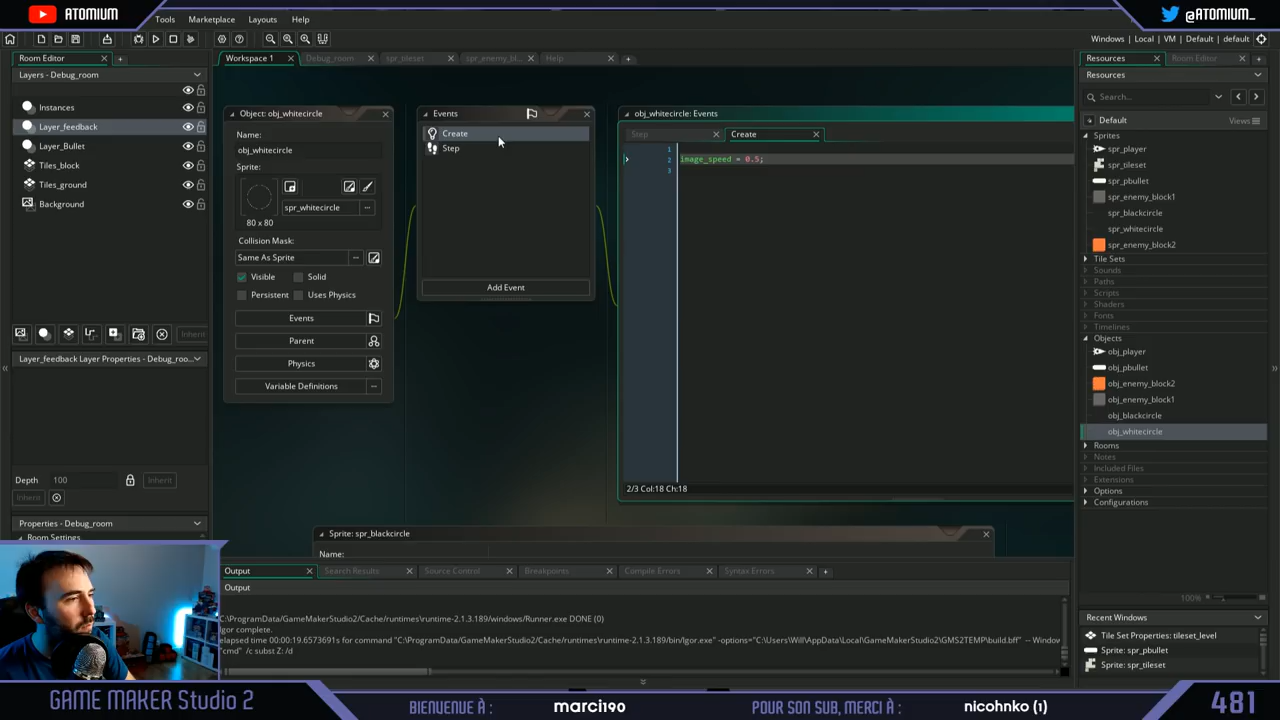 ATOMIUM
@ATOMIUM_
Tools Marketplace Layouts Help
Windows | Local | VM | Default | default
Room Editor
Workspace 1 Debug_room spr_tileset spr_enemy_bl... Help
Resources Room Editor
Layers - Debug_room
Resources
Search...
Instances
Layer_feedback
Layer_Bullet
Tiles_block
Tiles_ground
Background
Inherit
Layer_feedback Layer Properties - Debug_roo...
Depth 100 Inherit
Inherit
Properties - Debug_room
Room Settings
Object: obj_whitecircle
Name:
obj_whitecircle
Sprite:
spr_whitecircle
80 x 80
Collision Mask:
Same As Sprite
Visible Solid
Persistent Uses Physics
Events
Parent
Physics
Variable Definitions
Events
Create
Step
Add Event
obj_whitecircle: Events
Step Create
1
2 image_speed = 0.5;
3
2/3 Col:18 Ch:18
Sprite: spr_blackcircle
Name:
Output Search Results Source Control Breakpoints Compile Errors Syntax Errors
Output
C:\ProgramData/GameMakerStudio2/Cache/runtimes\runtime-2.1.3.189/windows/Runner.exe DONE (0)
Igor complete.
elapsed time 00:00:19.6573691s for command "C:\ProgramData/GameMakerStudio2/Cache/runtimes\runtime-2.1.3.189/bin/Igor.exe" -options="C:\Users\Will\AppData\Local\GameMakerStudio2\GMS2TEMP\build.bff" -- Window
"cmd" /c subst Z: /d
Default Views
Sprites
spr_player
spr_tileset
spr_pbullet
spr_enemy_block1
spr_blackcircle
spr_whitecircle
spr_enemy_block2
Tile Sets
Sounds
Paths
Scripts
Shaders
Fonts
Timelines
Objects
obj_player
obj_pbullet
obj_enemy_block2
obj_enemy_block1
obj_blackcircle
obj_whitecircle
Rooms
Notes
Included Files
Extensions
Options
Configurations
100%
Recent Windows
Tile Set Properties: tileset_level
Sprite: spr_pbullet
Sprite: spr_tileset
GAME MAKER Studio 2
BIENVENUE À : marci190
POUR SON SUB, MERCI À : nicohnko (1)
481